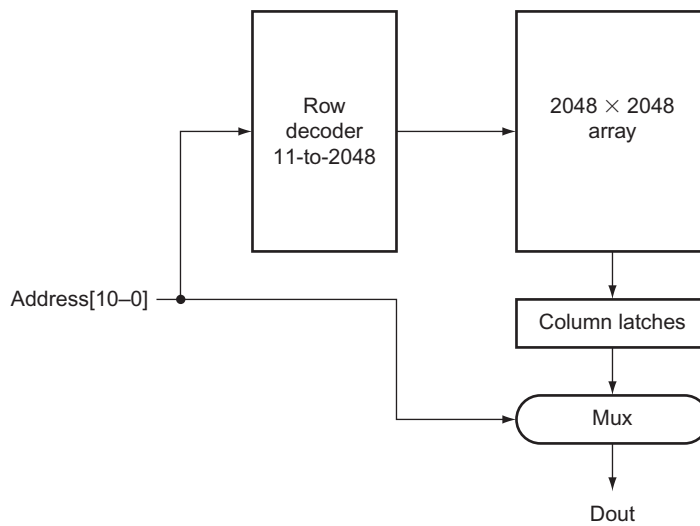 Row
decoder
11-to-2048
2048 × 2048
array
Address[10–0]
Column latches
Mux
Dout